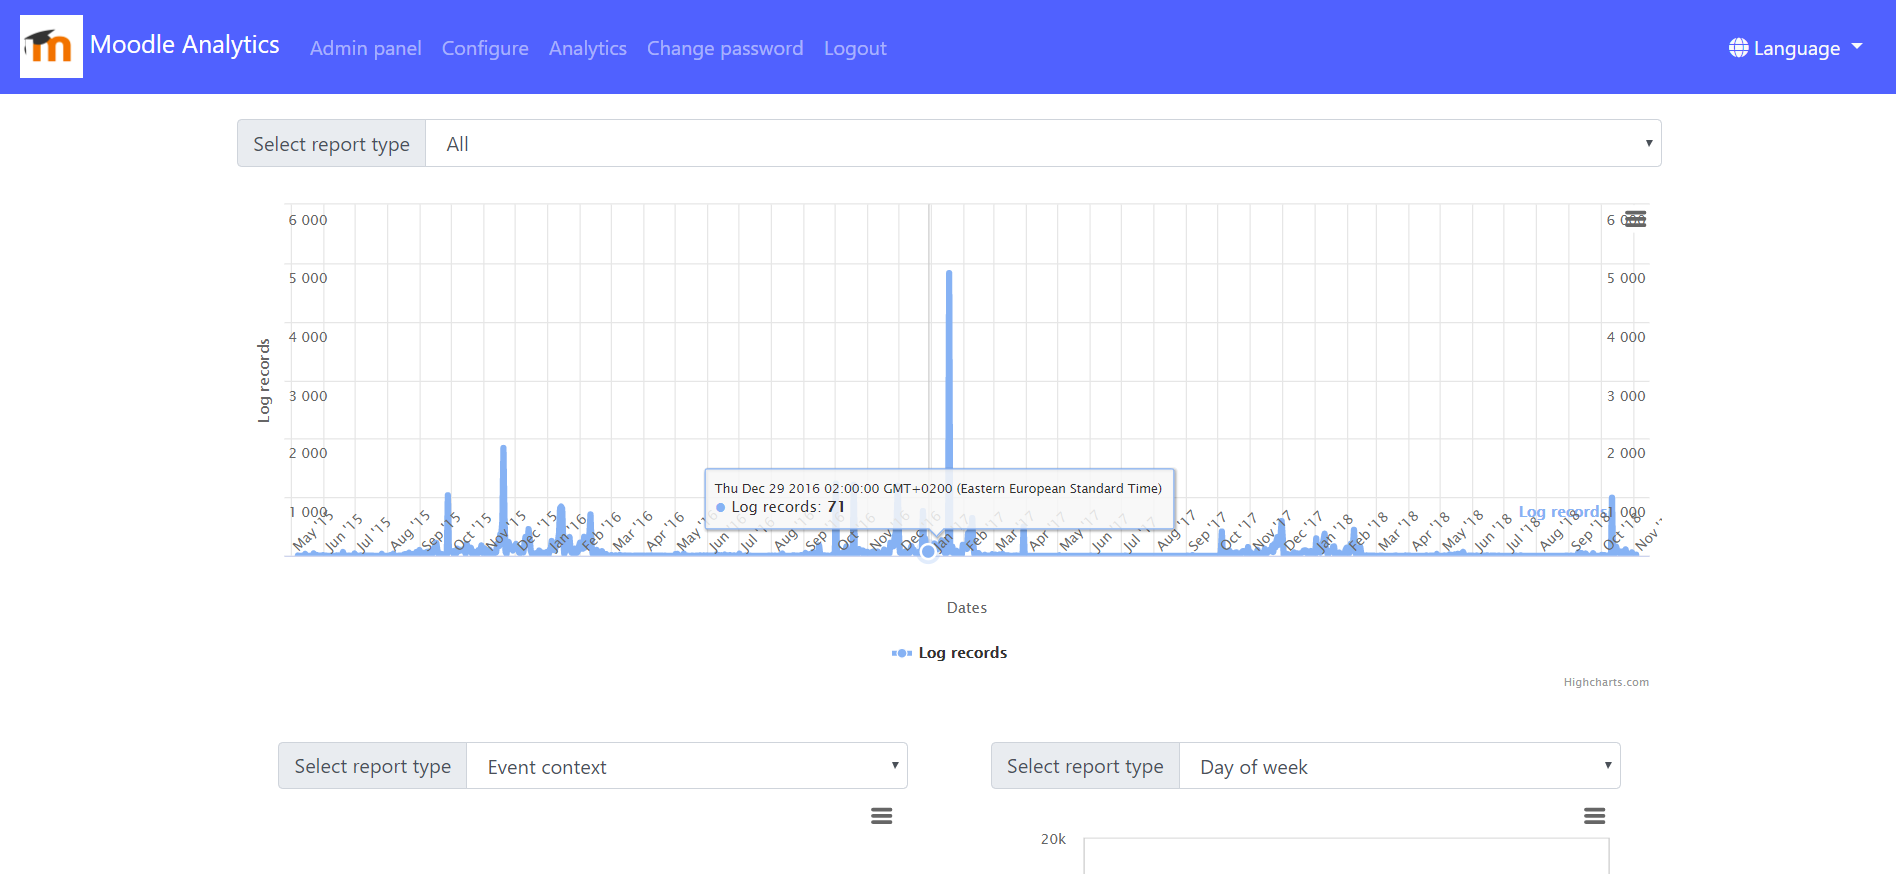 Moodle Analytics Admin panel Configure Analytics Change password Logout Language
Select report type All
6 000
5 000
4 000
3 000
2 000
1 000
Log records
6 000
5 000
4 000
3 000
2 000
1 000
Log records
Thu Dec 29 2016 02:00:00 GMT+0200 (Eastern European Standard Time)
Log records: 71
May '15 Jun '15 Jul '15 Aug '15 Sep '15 Oct '15 Nov '15 Dec '15 Jan '16 Feb '16 Mar '16 Apr '16 May '16 Jun '16 Jul '16 Aug '16 Sep '16 Oct '16 Nov '16 Dec '16 Jan '17 Feb '17 Mar '17 Apr '17 May '17 Jun '17 Jul '17 Aug '17 Sep '17 Oct '17 Nov '17 Dec '17 Jan '18 Feb '18 Mar '18 Apr '18 May '18 Jun '18 Jul '18 Aug '18 Sep '18 Oct '18 Nov '
Dates
Log records
Highcharts.com
Select report type Event context
Select report type Day of week
20k